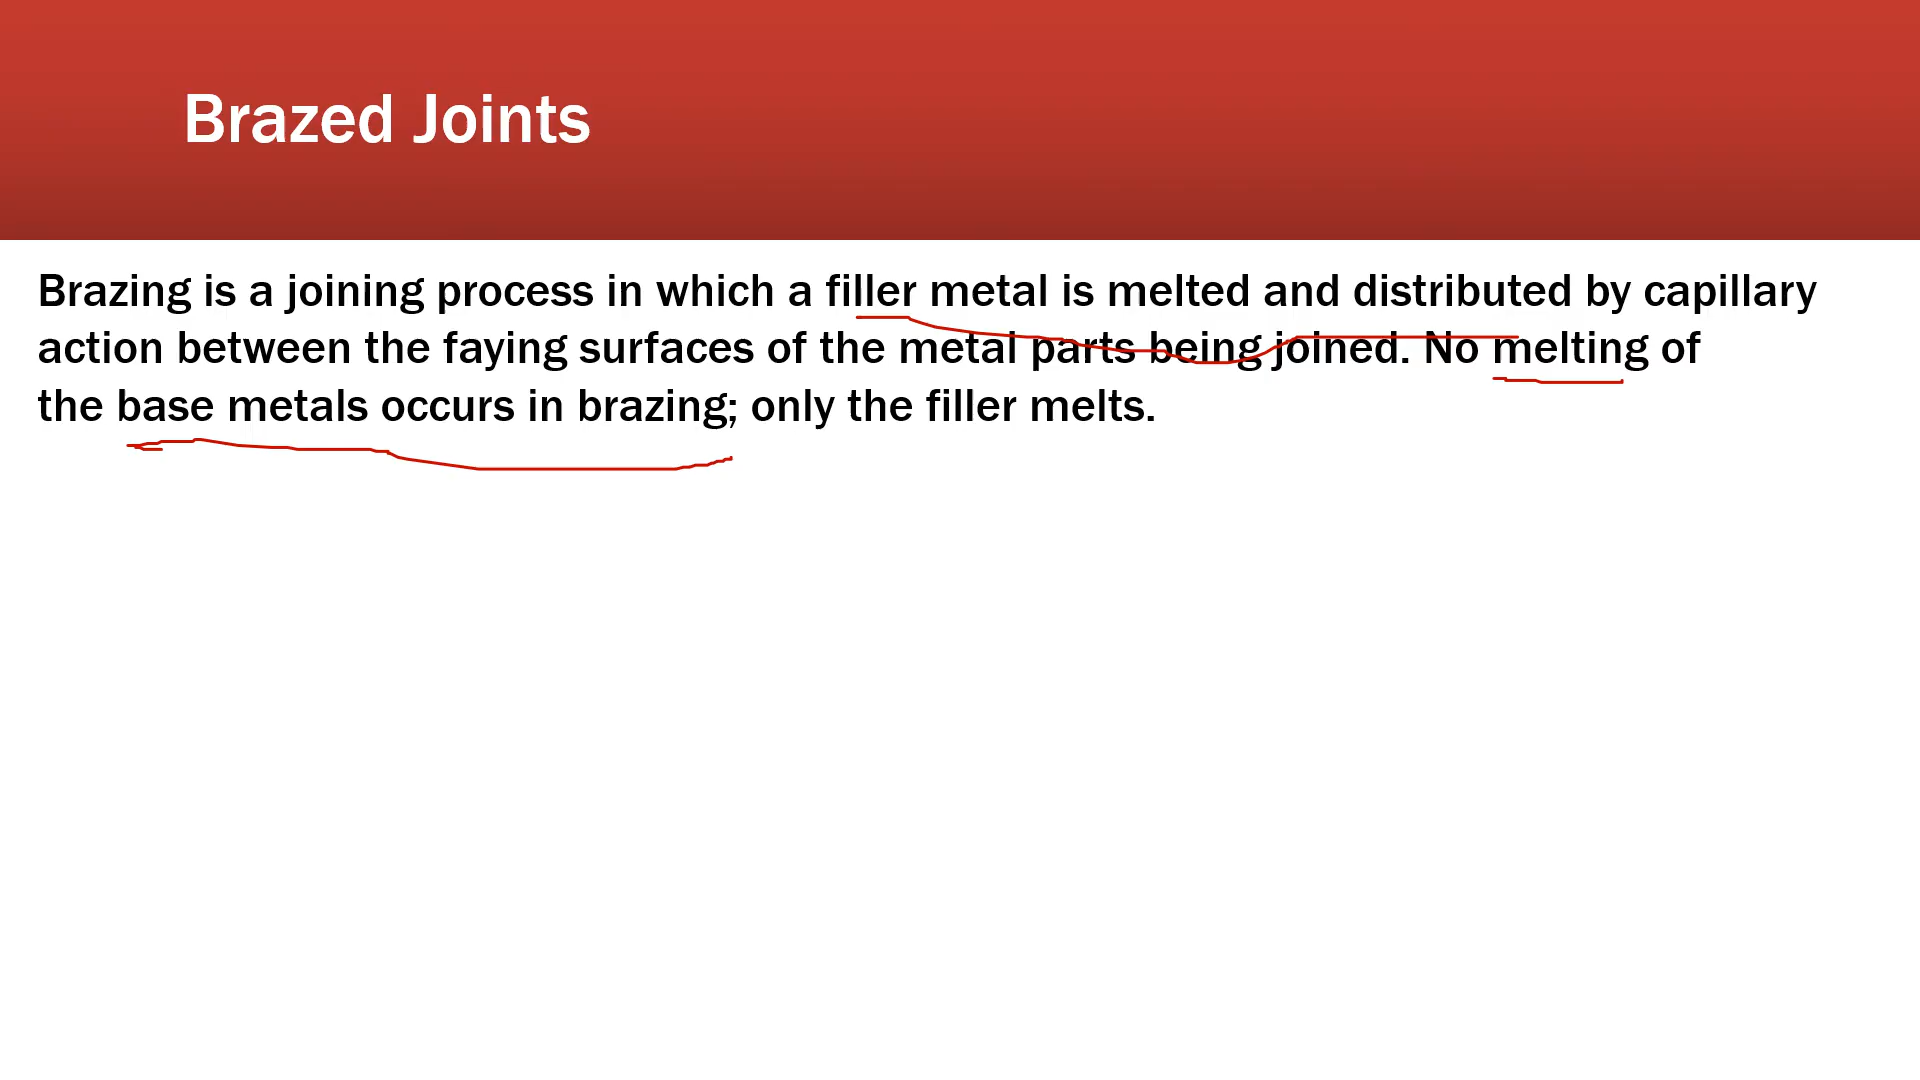 Brazed Joints
Brazing is a joining process in which a filler metal is melted and distributed by capillary
action between the faying surfaces of the metal parts being joined. No melting of
the base metals occurs in brazing; only the filler melts.